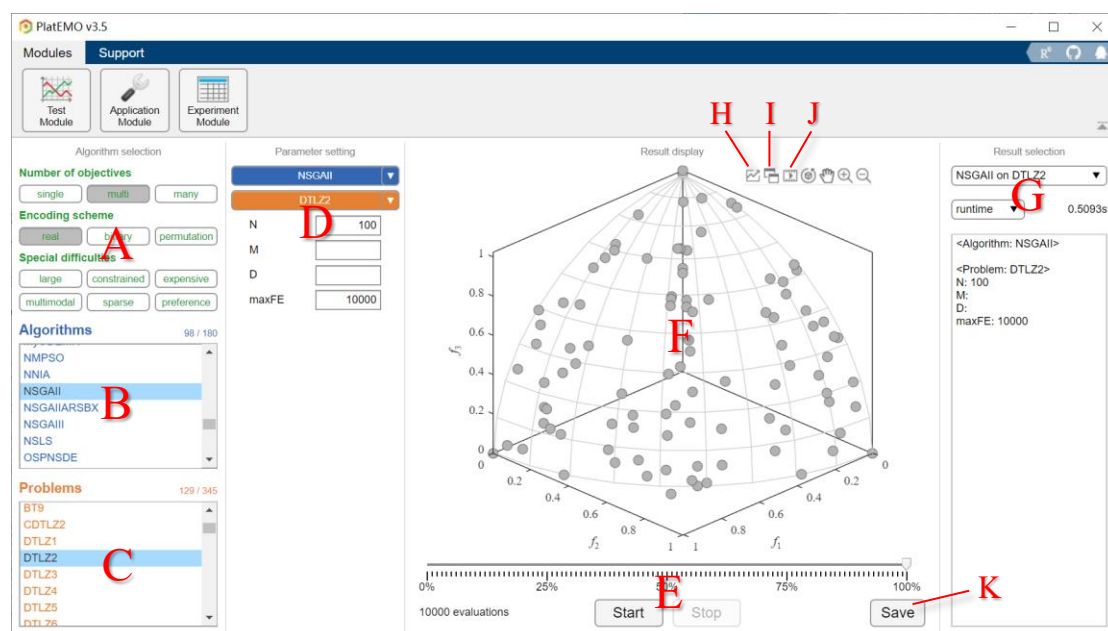 PlatEMO v3.5
Modules Support
Test Module
Application Module
Experiment Module
H I J
Algorithm selection
Parameter setting
Result display
Result selection
Number of objectives
single multi many
Encoding scheme
real binary permutation
A
Special difficulties
large constrained expensive
multimodal sparse preference
Algorithms 98 / 180
NMPSO
NNIA
NSGAII
NSGAIIARSBX
NSGAIII
NSLS
OSPNSDE
B
Problems 129 / 345
BT9
CDTLZ2
DTLZ1
DTLZ2
DTLZ3
DTLZ4
DTLZ5
DTLZ6
C
NSGAII
DTLZ2
D
N 100
M
D
maxFE 10000
1
0.8
0.6
f3
0.4
0.2
0
F
0 0
0.2 0.2
0.4 0.4
0.6 0.6
0.8 0.8
f2 1 1 f1
0% 25% 50% 75% 100%
E
10000 evaluations Start Stop Save
K
NSGAII on DTLZ2
G
runtime 0.5093s
<Algorithm: NSGAII>
<Problem: DTLZ2>
N: 100
M:
D:
maxFE: 10000